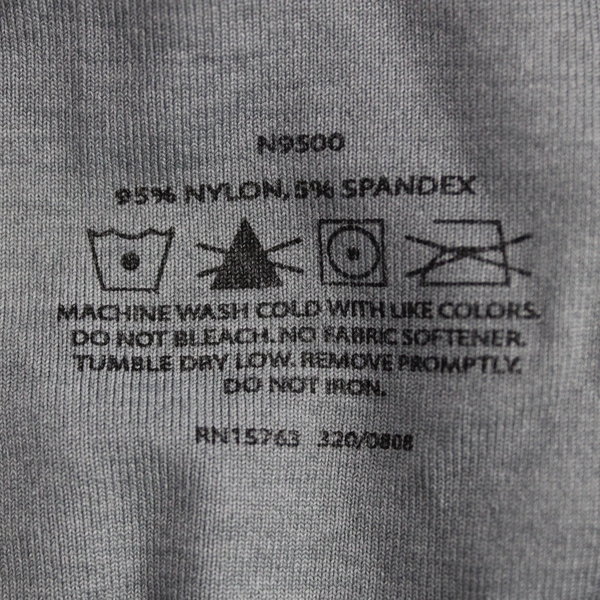 N9500
95% NYLON, 5% SPANDEX
MACHINE WASH COLD WITH LIKE COLORS.
DO NOT BLEACH. NO FABRIC SOFTENER.
TUMBLE DRY LOW. REMOVE PROMPTLY.
DO NOT IRON.
RN15763 320/0808